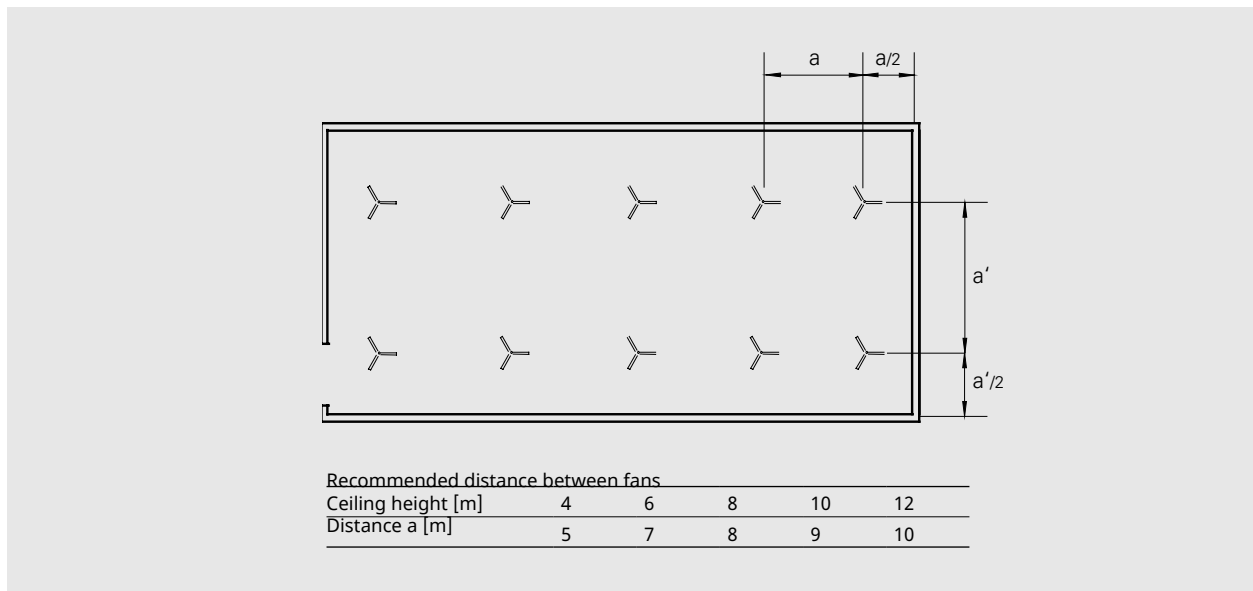 a a/2
a‘
a‘/2
Recommended distance between fans
Ceiling height [m] 4 6 8 10 12
Distance a [m] 5 7 8 9 10